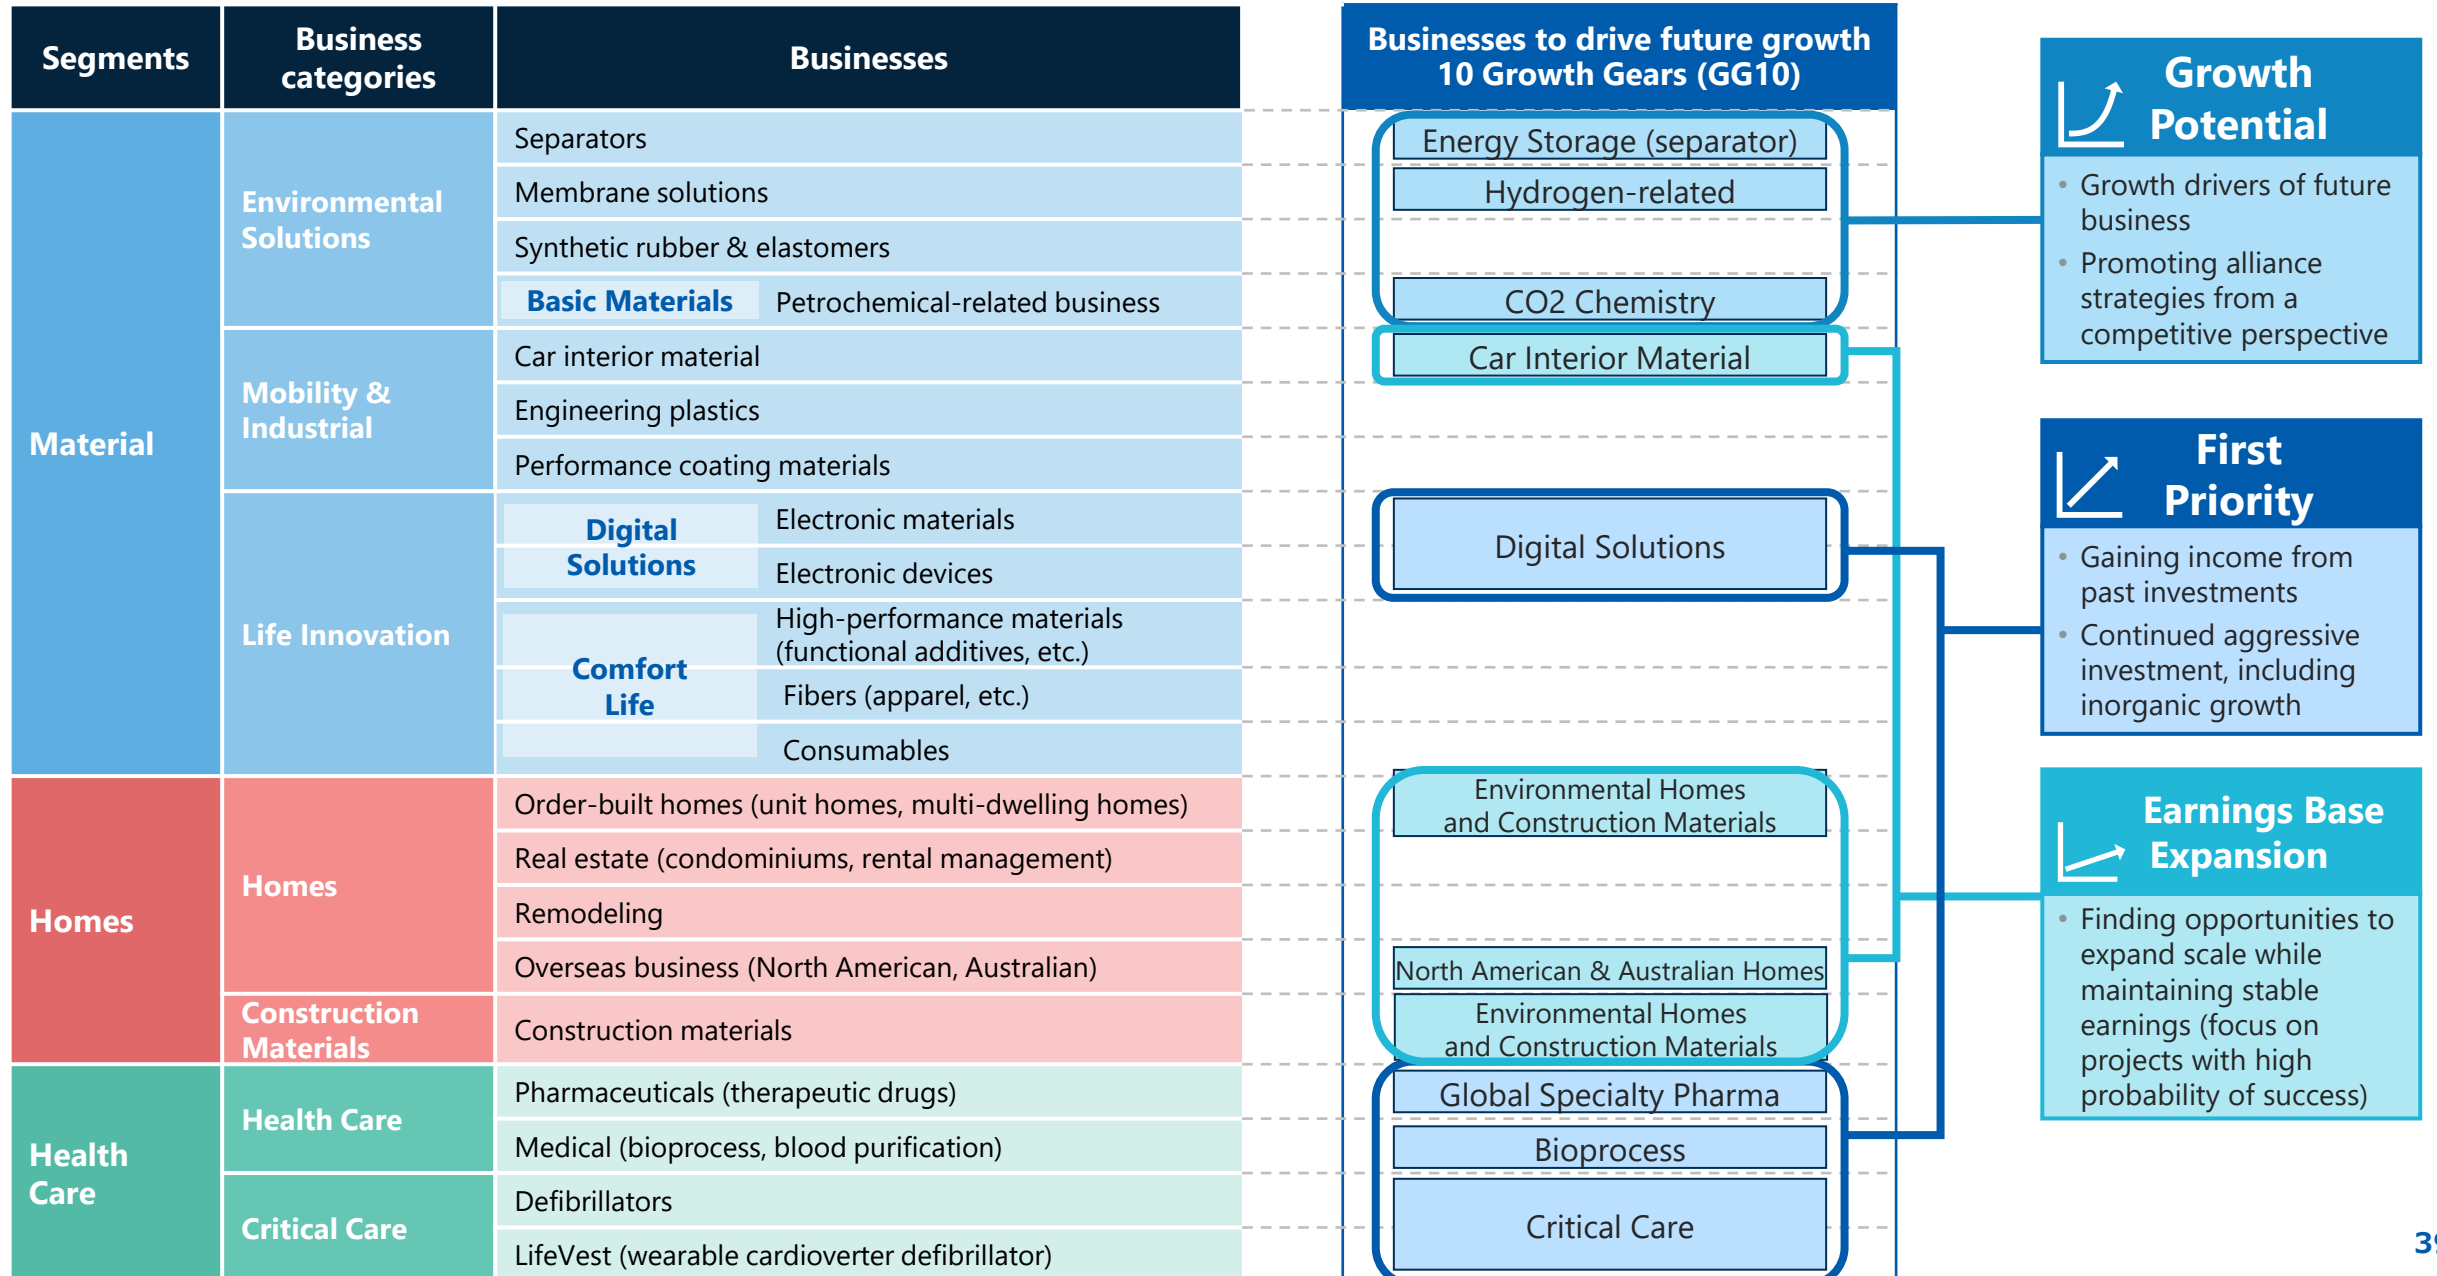 Segments
Business
categories
Businesses
Businesses to drive future growth
10 Growth Gears (GG10)
Material
Environmental
Solutions
Separators
Membrane solutions
Synthetic rubber & elastomers
Basic Materials
Petrochemical-related business
Mobility &
Industrial
Car interior material
Engineering plastics
Performance coating materials
Life Innovation
Digital
Solutions
Electronic materials
Electronic devices
Comfort
Life
High-performance materials
(functional additives, etc.)
Fibers (apparel, etc.)
Consumables
Homes
Homes
Order-built homes (unit homes, multi-dwelling homes)
Real estate (condominiums, rental management)
Remodeling
Overseas business (North American, Australian)
Construction
Materials
Construction materials
Health
Care
Health Care
Pharmaceuticals (therapeutic drugs)
Medical (bioprocess, blood purification)
Critical Care
Defibrillators
LifeVest (wearable cardioverter defibrillator)
Energy Storage (separator)
Hydrogen-related
CO2 Chemistry
Car Interior Material
Digital Solutions
Environmental Homes
and Construction Materials
North American & Australian Homes
Environmental Homes
and Construction Materials
Global Specialty Pharma
Bioprocess
Critical Care
Growth
Potential
• Growth drivers of future
business
• Promoting alliance
strategies from a
competitive perspective
First
Priority
• Gaining income from
past investments
• Continued aggressive
investment, including
inorganic growth
Earnings Base
Expansion
• Finding opportunities to
expand scale while
maintaining stable
earnings (focus on
projects with high
probability of success)